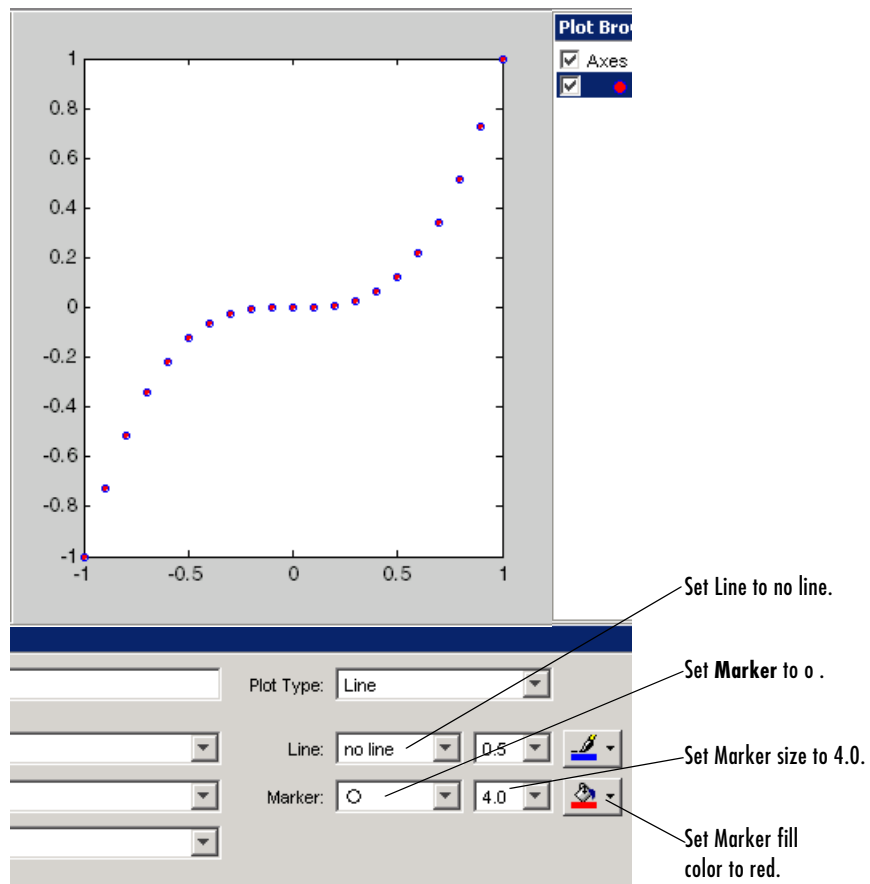 Plot Bro
Axes
1
0.8
0.6
0.4
0.2
0
-0.2
-0.4
-0.6
-0.8
-1
-1 -0.5 0 0.5 1
Set Line to no line.
Plot Type: Line
Set Marker to o .
Line: no line 0.5
Set Marker size to 4.0.
Marker: O 4.0
Set Marker fill
color to red.